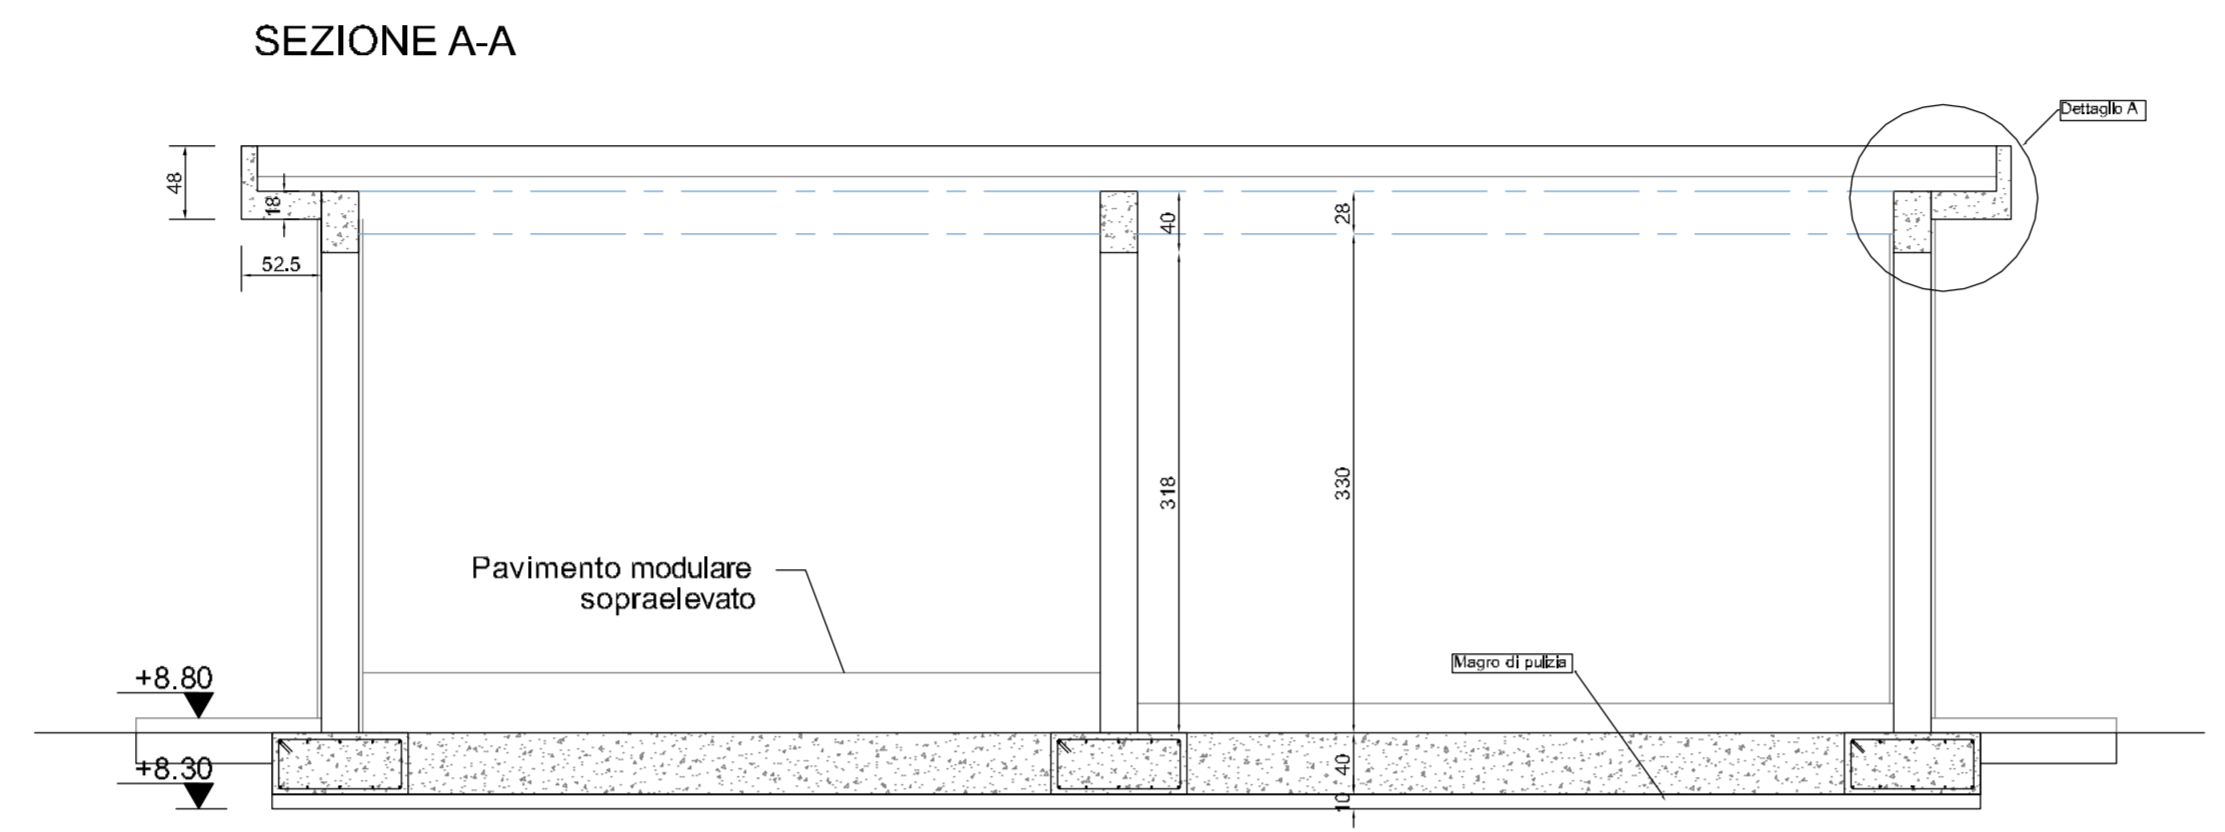 SEZIONE A-A
Dettaglio A
48
18
52.5
40
28
318
330
Pavimento modulare
sopraelevato
Magro di pulizia
+8.80
+8.30
40
10